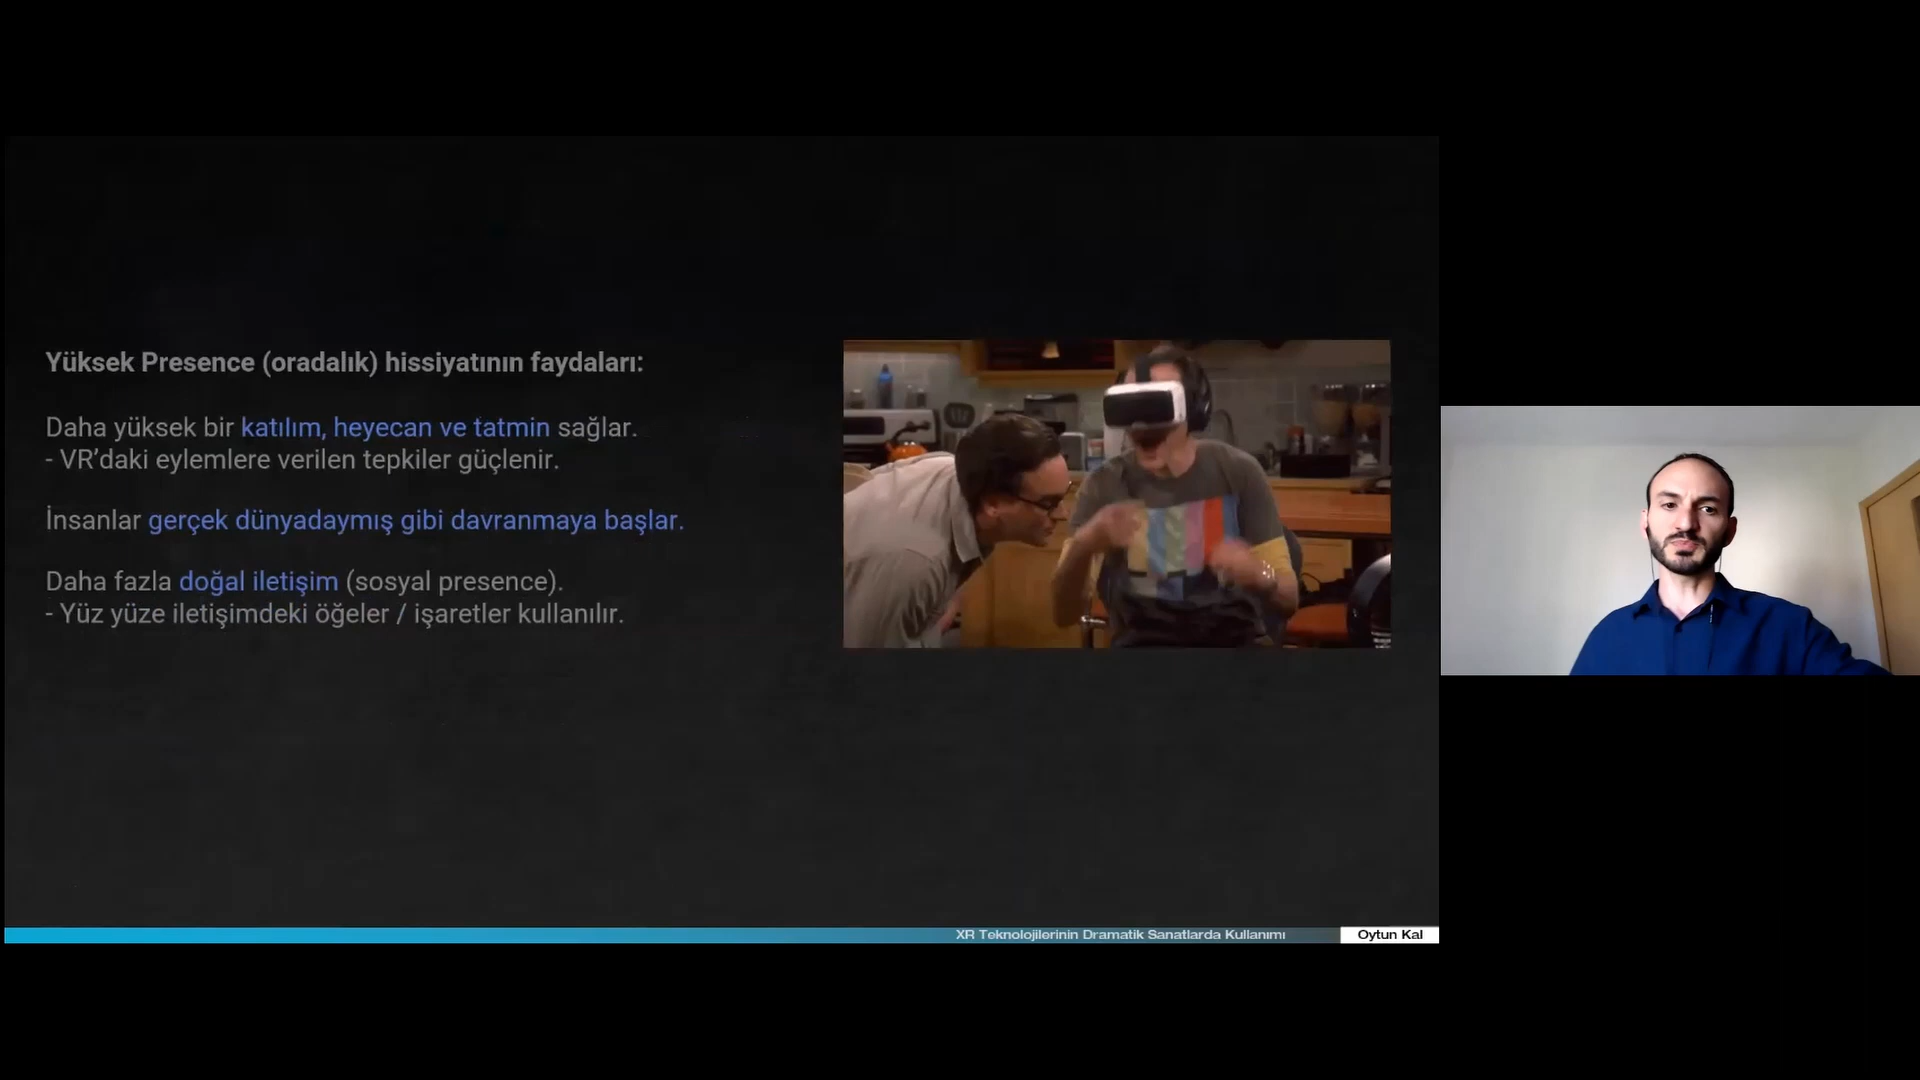 Yüksek Presence (oradalık) hissiyatının faydaları:
Daha yüksek bir katılım, heyecan ve tatmin sağlar.
- VR’daki eylemlere verilen tepkiler güçlenir.
İnsanlar gerçek dünyadaymış gibi davranmaya başlar.
Daha fazla doğal iletişim (sosyal presence).
- Yüz yüze iletişimdeki öğeler / işaretler kullanılır.
XR Teknolojilerinin Dramatik Sanatlarda Kullanımı
Oytun Kal